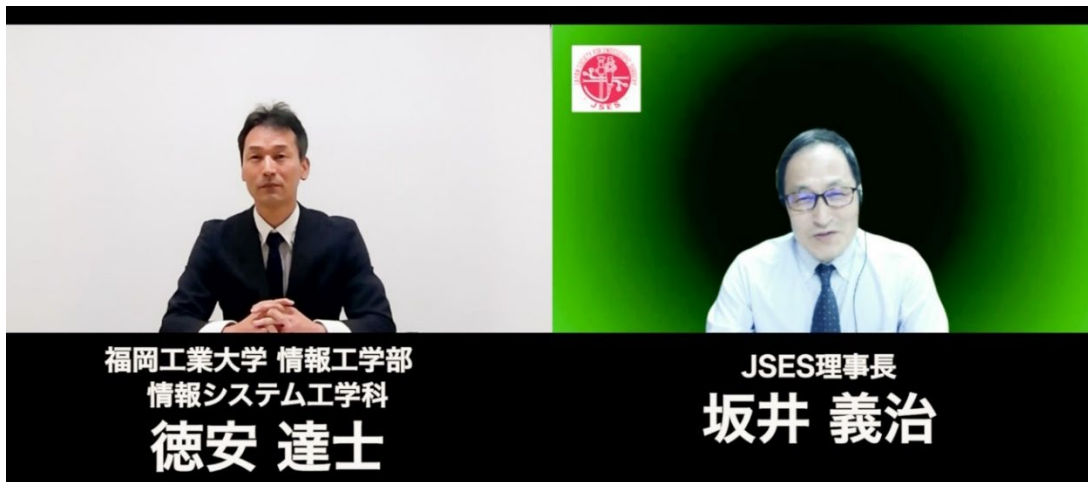 JSES
福岡工業大学 情報工学部
情報システム工学科
徳安 達士
JSES理事長
坂井 義治